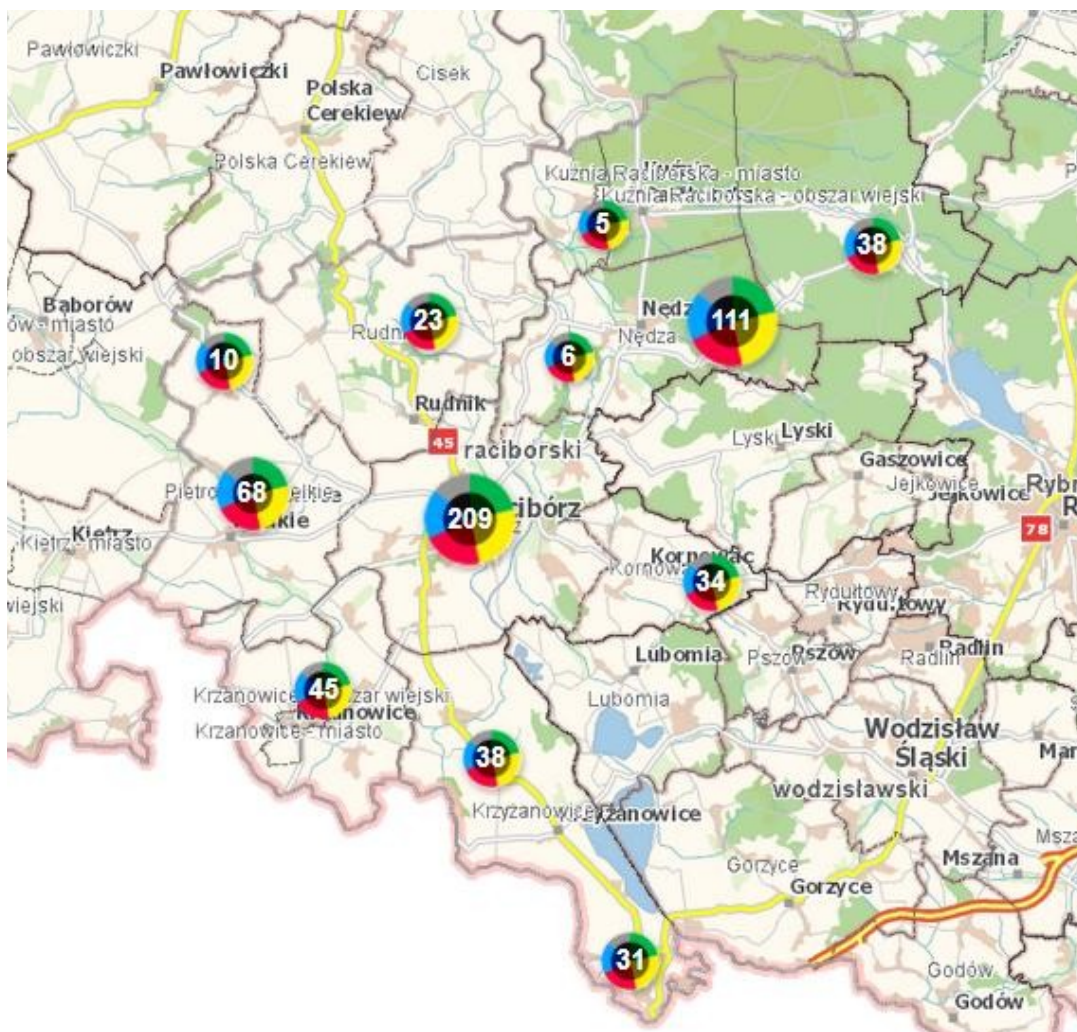 Pawłowiczki
Pawłowiczki
Cisek
Polska
Cerekiew
Polska Cerekiew
Kuźnia Raciborska - miasto
Kuźnia Raciborska - obszar wiejski
5
38
Bąborów
miasto
obszar wiejski
10
23
6
111
Nędza
Rudnik
45
raciborski
Lyski
Lyski
Gaszowice
Jejkowice
Jejkowice
68
209
78
Kietrz
Kietrz - miasto
wiejski
Kornowac
34
Rydułtowy
Rydułtowy
Lubomia
Lubomia
Pszów
Pszów
Radlin
Radlin
45
Krzanowice
Krzanowice - miasto
38
Wodzisław
Śląski
wodzisławski
Krzyżanowice
Krzyżanowice
Gorzyce
Gorzyce
Mszana
31
Godów
Godów